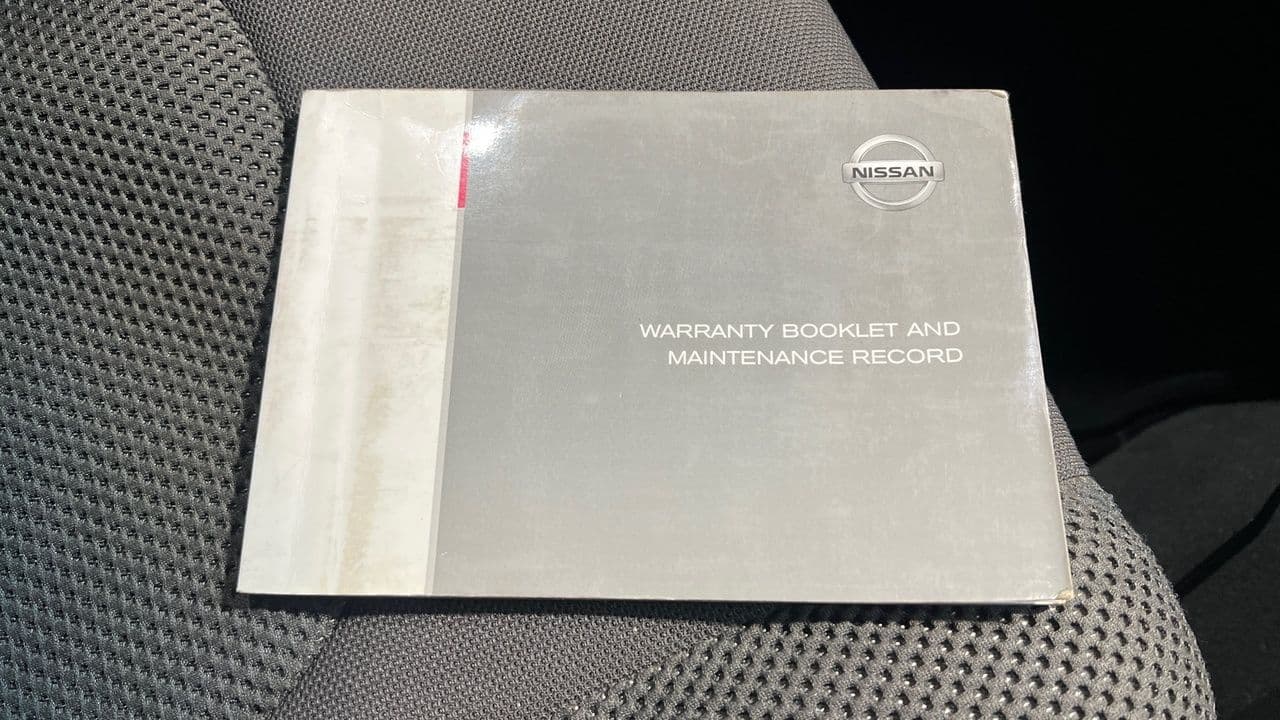 NISSAN
WARRANTY BOOKLET AND
MAINTENANCE RECORD